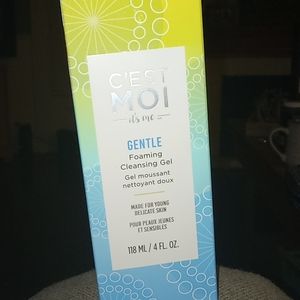 C'EST
MOI
it's me
GENTLE
Foaming
Cleansing Gel
Gel moussant
nettoyant doux
MADE FOR YOUNG
DELICATE SKIN
POUR PEAUX JEUNES
ET SENSIBLES
118 ML / 4 FL. OZ.